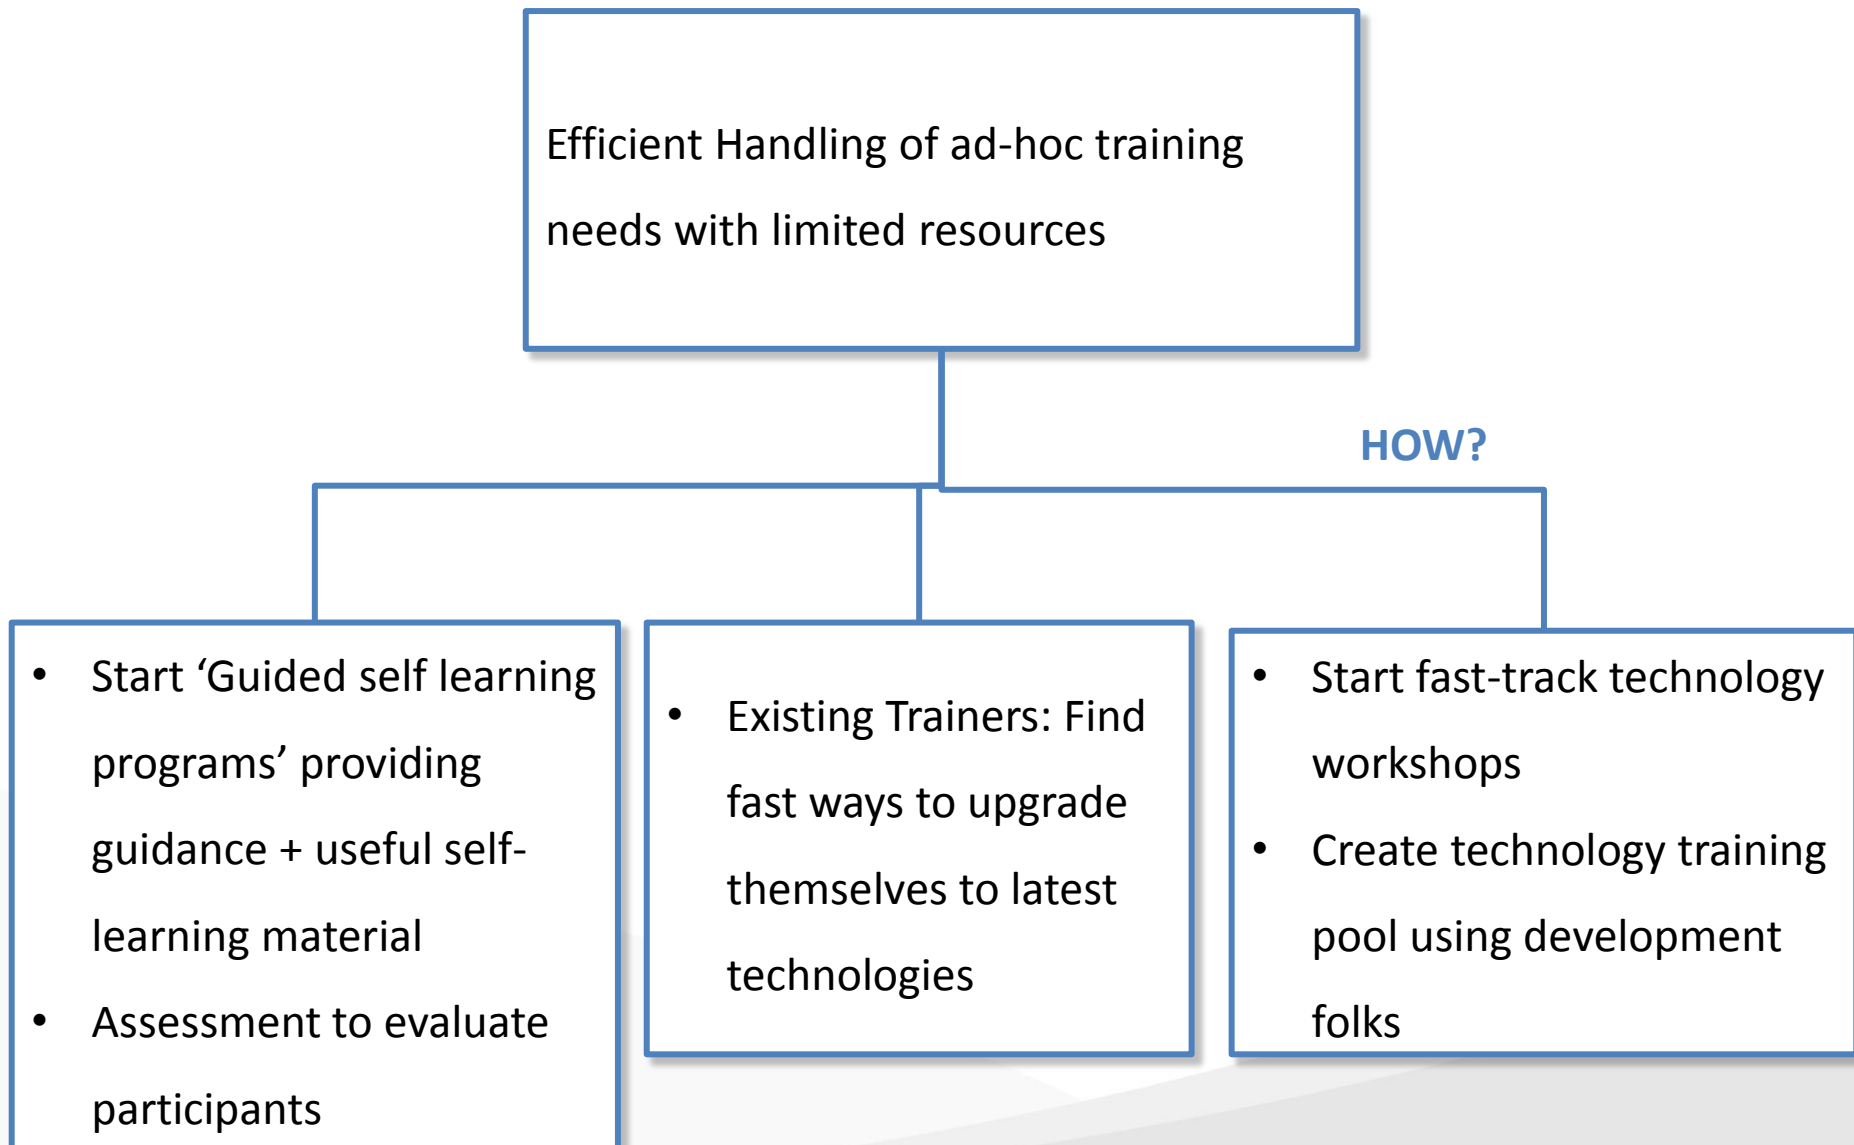 Efficient Handling of ad-hoc training
needs with limited resources
HOW?
• Start ‘Guided self learning
programs’ providing
guidance + useful self-
learning material
• Assessment to evaluate
participants
• Existing Trainers: Find
fast ways to upgrade
themselves to latest
technologies
• Start fast-track technology
workshops
• Create technology training
pool using development
folks